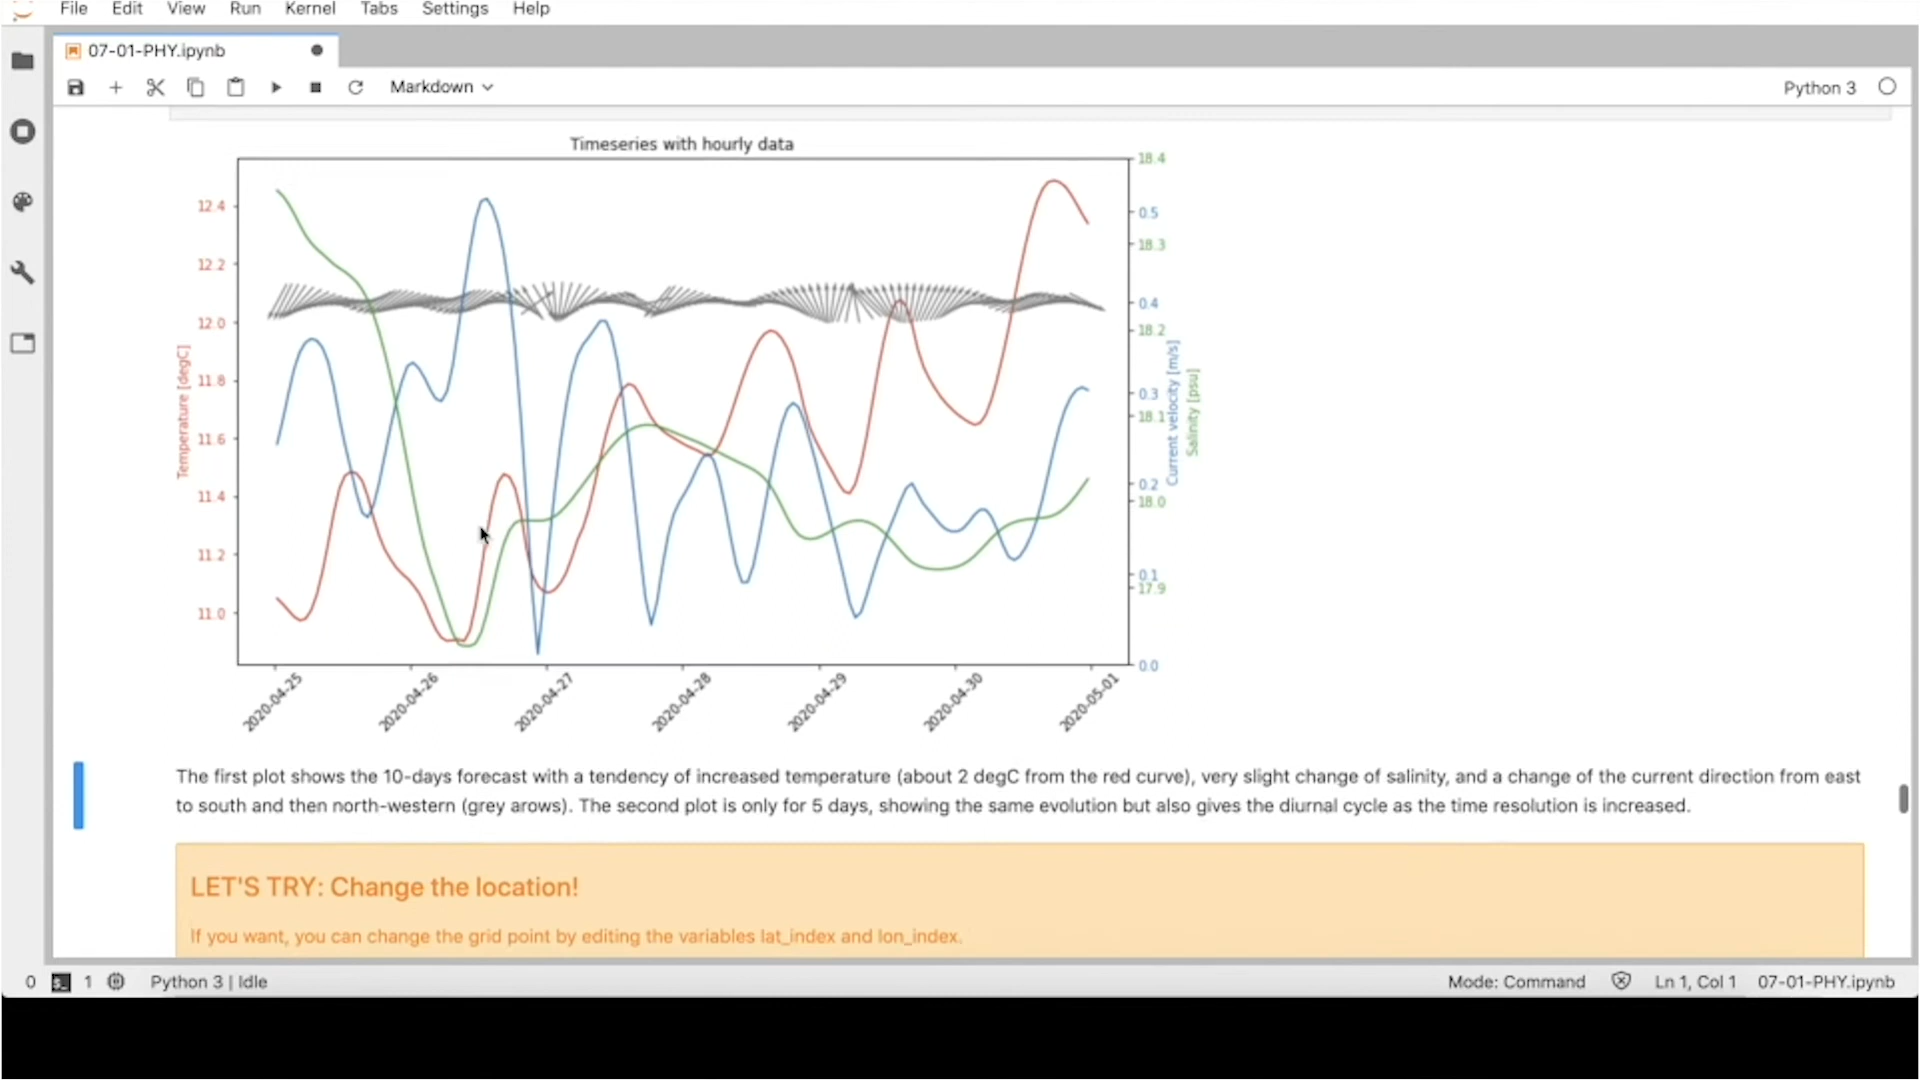 File Edit View Run Kernel Tabs Settings Help
07-01-PHY.ipynb
Markdown
Python 3
Timeseries with hourly data
12.4
12.2
12.0
11.8
11.6
11.4
11.2
11.0
Temperature [degC]
18.4
0.5
18.3
0.4
18.2
0.3
18.1
0.2
18.0
0.1
17.9
0.0
Current velocity [m/s]
Salinity [psu]
2020-04-25
2020-04-26
2020-04-27
2020-04-28
2020-04-29
2020-04-30
2020-05-01
The first plot shows the 10-days forecast with a tendency of increased temperature (about 2 degC from the red curve), very slight change of salinity, and a change of the current direction from east
to south and then north-western (grey arows). The second plot is only for 5 days, showing the same evolution but also gives the diurnal cycle as the time resolution is increased.
LET'S TRY: Change the location!
If you want, you can change the grid point by editing the variables lat_index and lon_index.
0 1 Python 3 | Idle
Mode: Command Ln 1, Col 1 07-01-PHY.ipynb